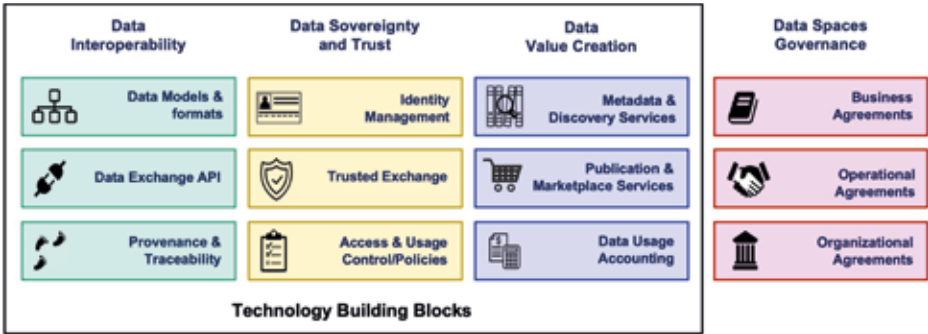 Data
Interoperability
Data Sovereignty
and Trust
Data
Value Creation
Data Spaces
Governance
Data Models &
formats
Identity
Management
Metadata &
Discovery Services
Business
Agreements
Data Exchange API
Trusted Exchange
Publication &
Marketplace Services
Operational
Agreements
Provenance &
Traceability
Access & Usage
Control/Policies
Data Usage
Accounting
Organizational
Agreements
Technology Building Blocks